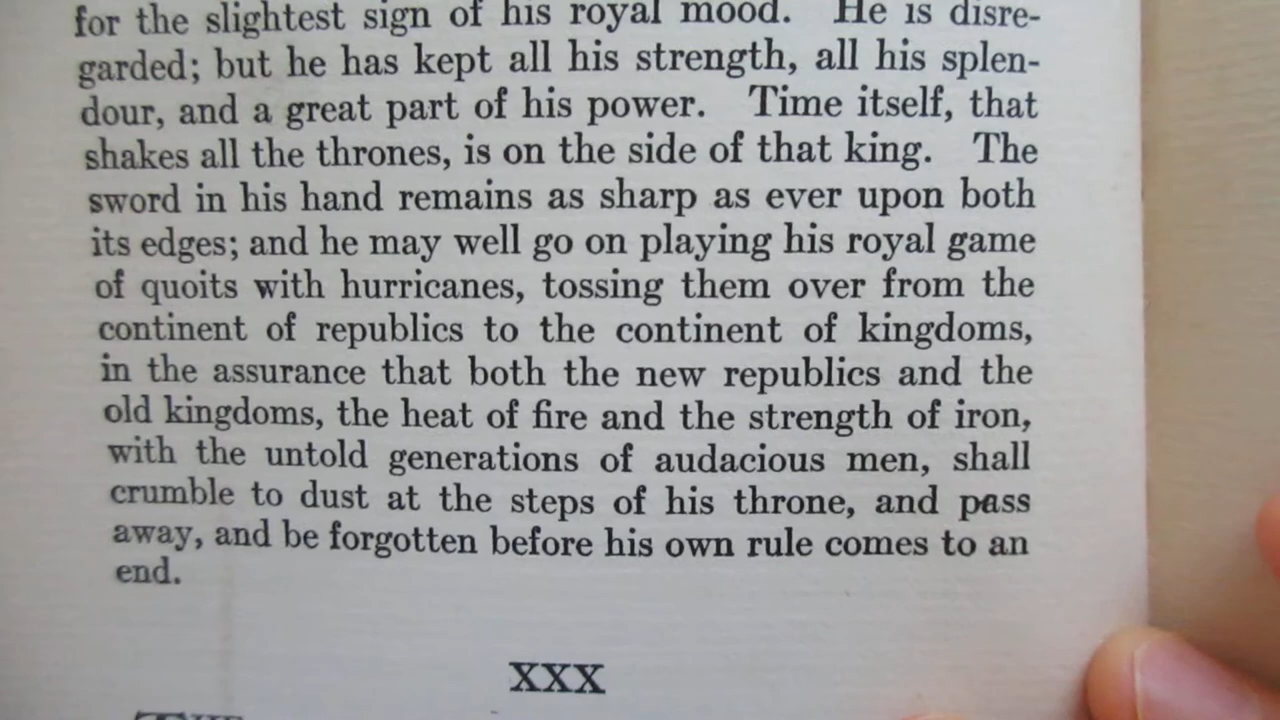 for the slightest sign of his royal mood. He is disre-
garded; but he has kept all his strength, all his splen-
dour, and a great part of his power. Time itself, that
shakes all the thrones, is on the side of that king. The
sword in his hand remains as sharp as ever upon both
its edges; and he may well go on playing his royal game
of quoits with hurricanes, tossing them over from the
continent of republics to the continent of kingdoms,
in the assurance that both the new republics and the
old kingdoms, the heat of fire and the strength of iron,
with the untold generations of audacious men, shall
crumble to dust at the steps of his throne, and pass
away, and be forgotten before his own rule comes to an
end.
XXX